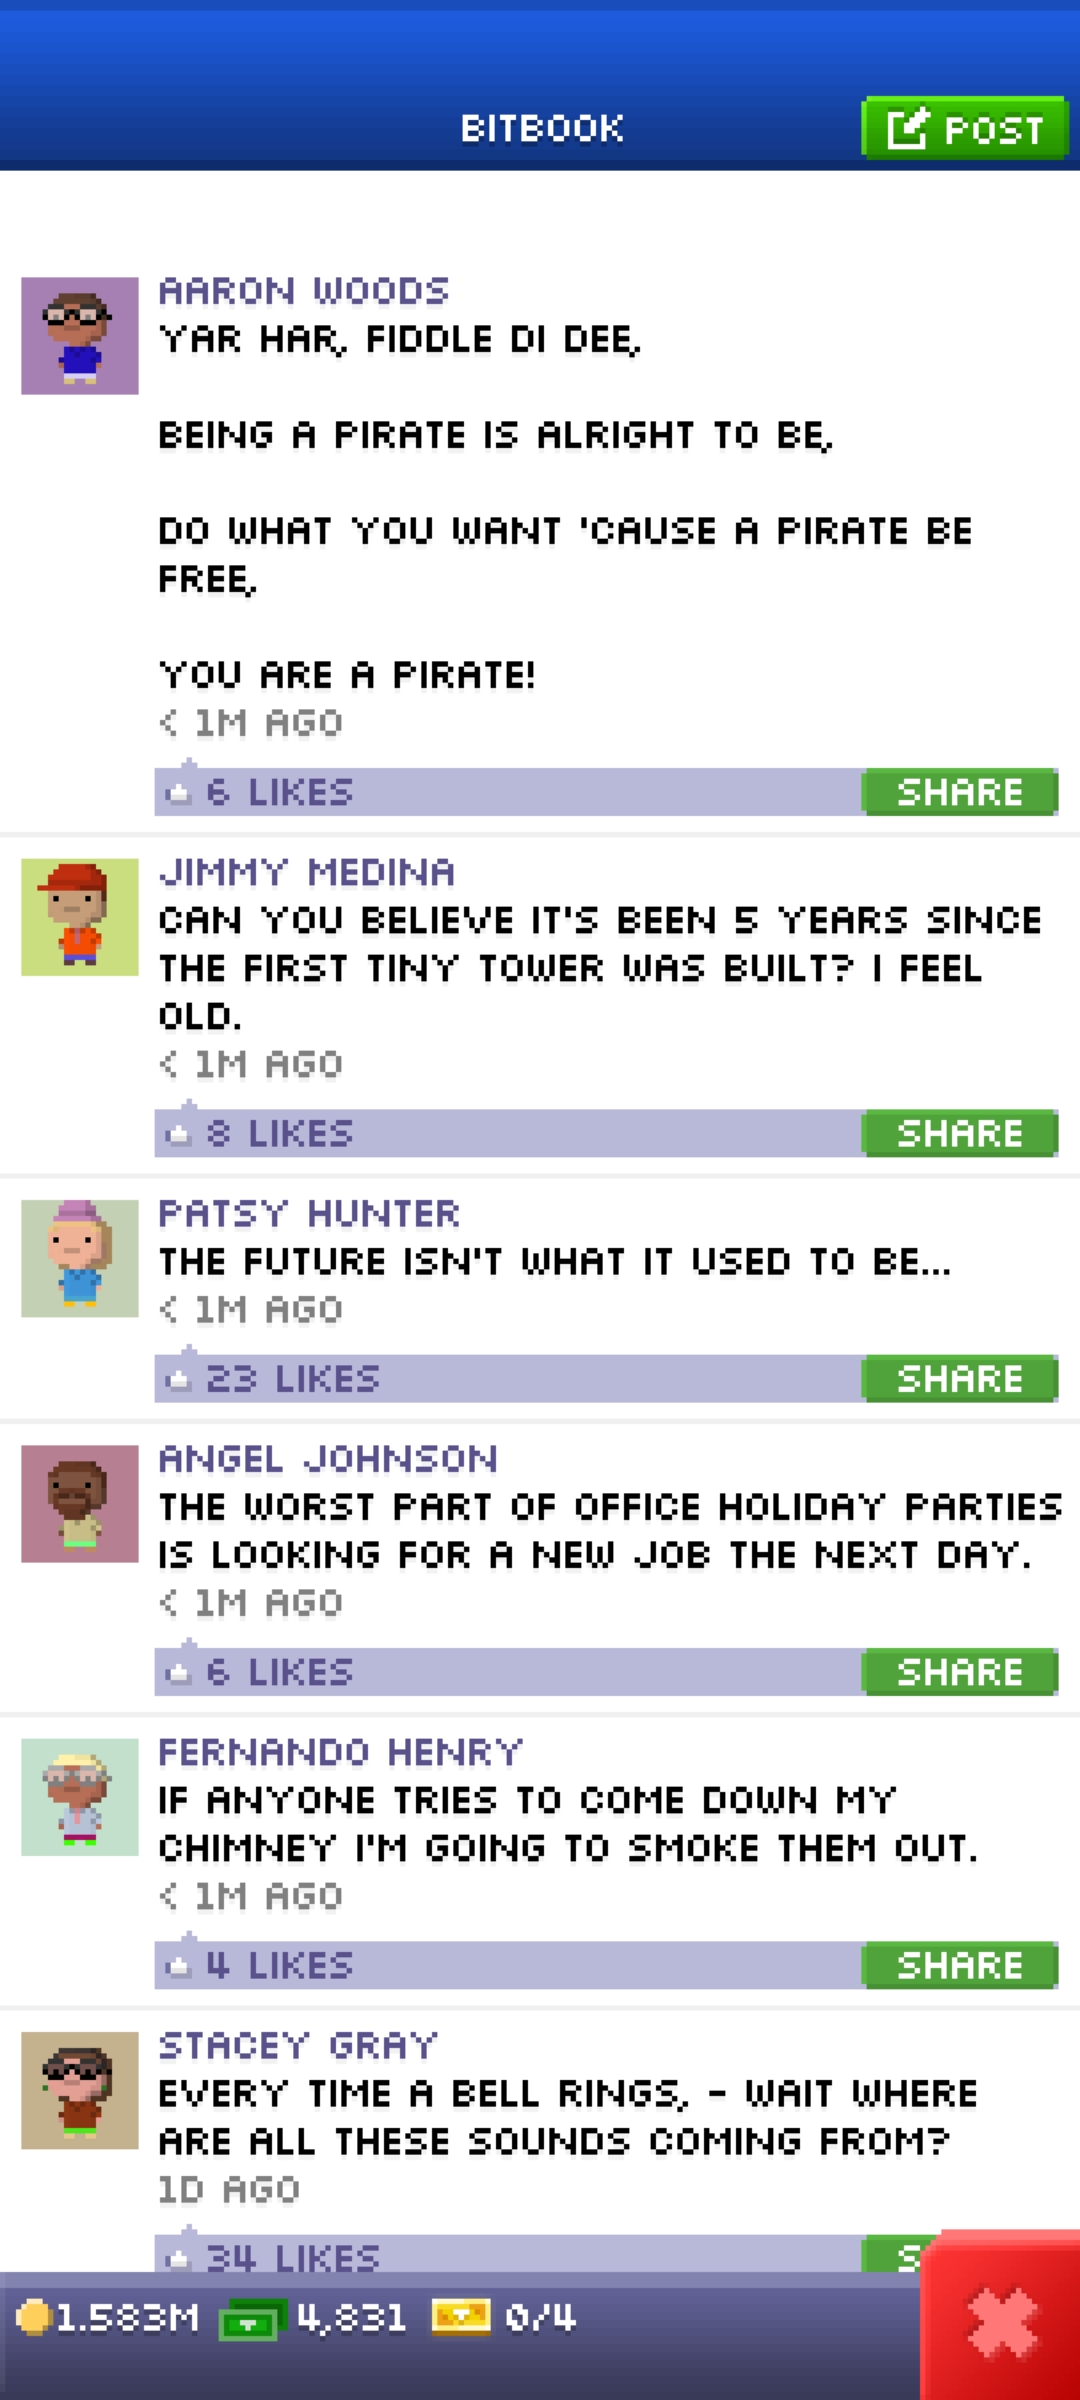 BITBOOK
POST
AARON WOODS
YAR HAR, FIDDLE DI DEE,
BEING A PIRATE IS ALRIGHT TO BE,
DO WHAT YOU WANT 'CAUSE A PIRATE BE
FREE,
YOU ARE A PIRATE!
< 1M AGO
6 LIKES
SHARE
JIMMY MEDINA
CAN YOU BELIEVE IT'S BEEN 5 YEARS SINCE
THE FIRST TINY TOWER WAS BUILT? I FEEL
OLD.
< 1M AGO
8 LIKES
SHARE
PATSY HUNTER
THE FUTURE ISN'T WHAT IT USED TO BE...
< 1M AGO
23 LIKES
SHARE
ANGEL JOHNSON
THE WORST PART OF OFFICE HOLIDAY PARTIES
IS LOOKING FOR A NEW JOB THE NEXT DAY.
< 1M AGO
6 LIKES
SHARE
FERNANDO HENRY
IF ANYONE TRIES TO COME DOWN MY
CHIMNEY I'M GOING TO SMOKE THEM OUT.
< 1M AGO
4 LIKES
SHARE
STACEY GRAY
EVERY TIME A BELL RINGS, - WAIT WHERE
ARE ALL THESE SOUNDS COMING FROM?
1D AGO
34 LIKES
1.583M
4,831
0/4